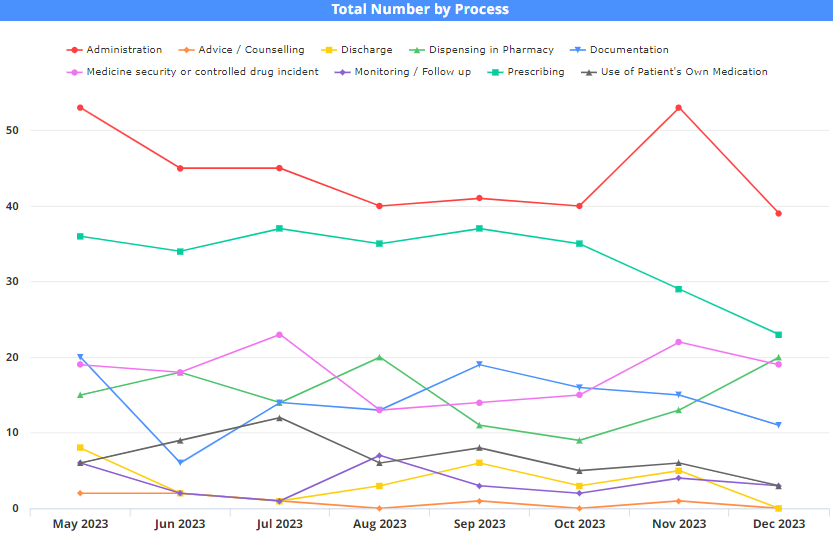 Total Number by Process
Administration Advice / Counselling Discharge Dispensing in Pharmacy Documentation
Medicine security or controlled drug incident Monitoring / Follow up Prescribing Use of Patient's Own Medication
50
40
30
20
10
0
May 2023 Jun 2023 Jul 2023 Aug 2023 Sep 2023 Oct 2023 Nov 2023 Dec 2023